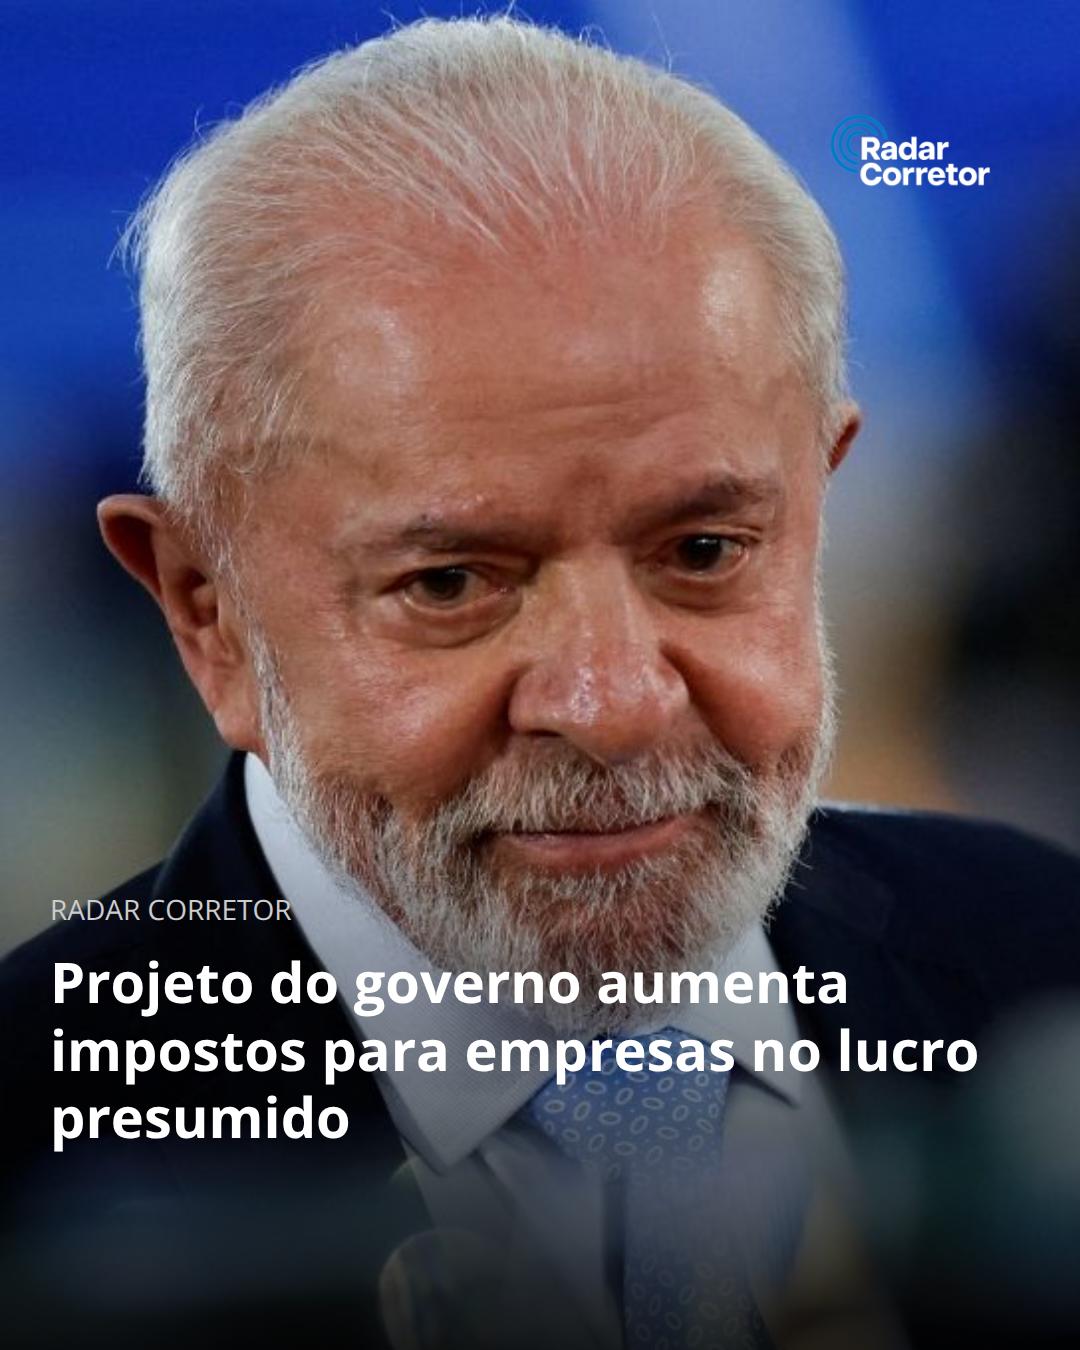 Radar
Corretor
RADAR CORRETOR
Projeto do governo aumenta
impostos para empresas no lucro
presumido